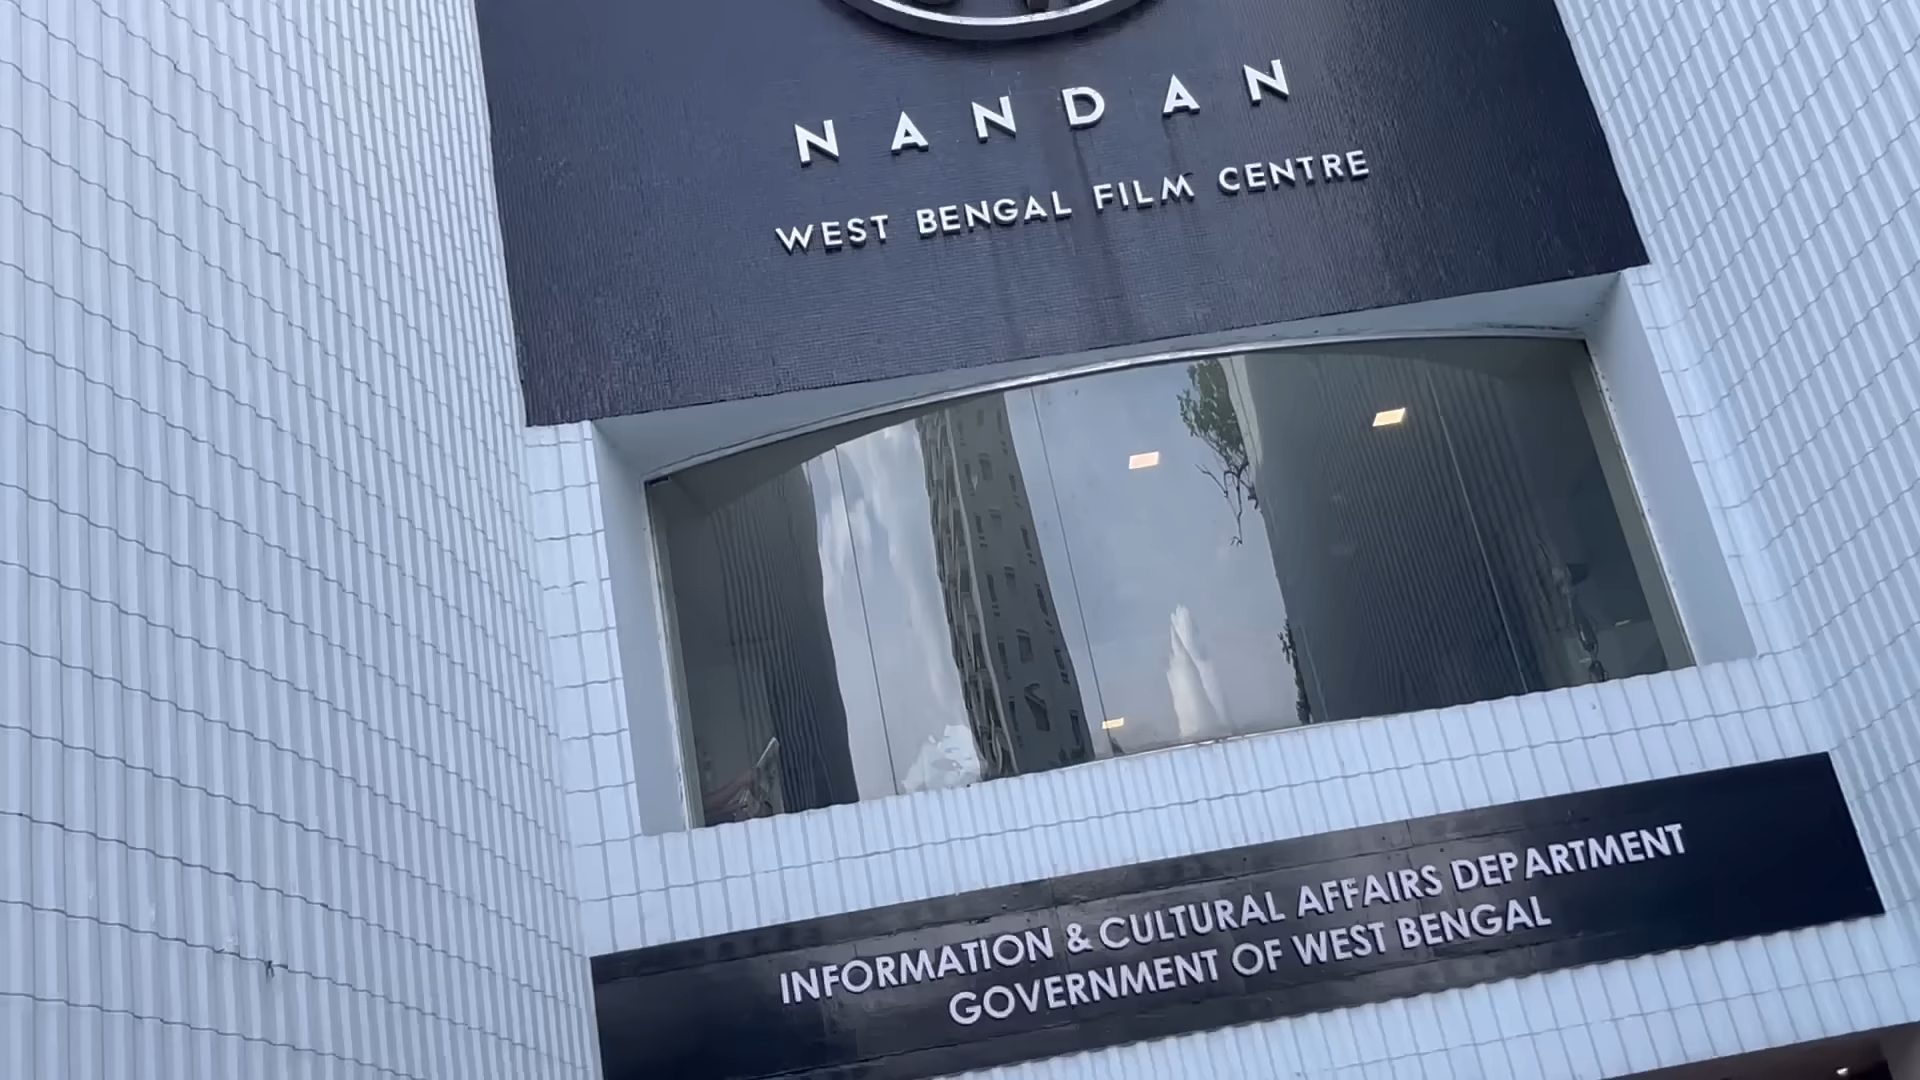 NANDAN
WEST BENGAL FILM CENTRE
INFORMATION & CULTURAL AFFAIRS DEPARTMENT
GOVERNMENT OF WEST BENGAL